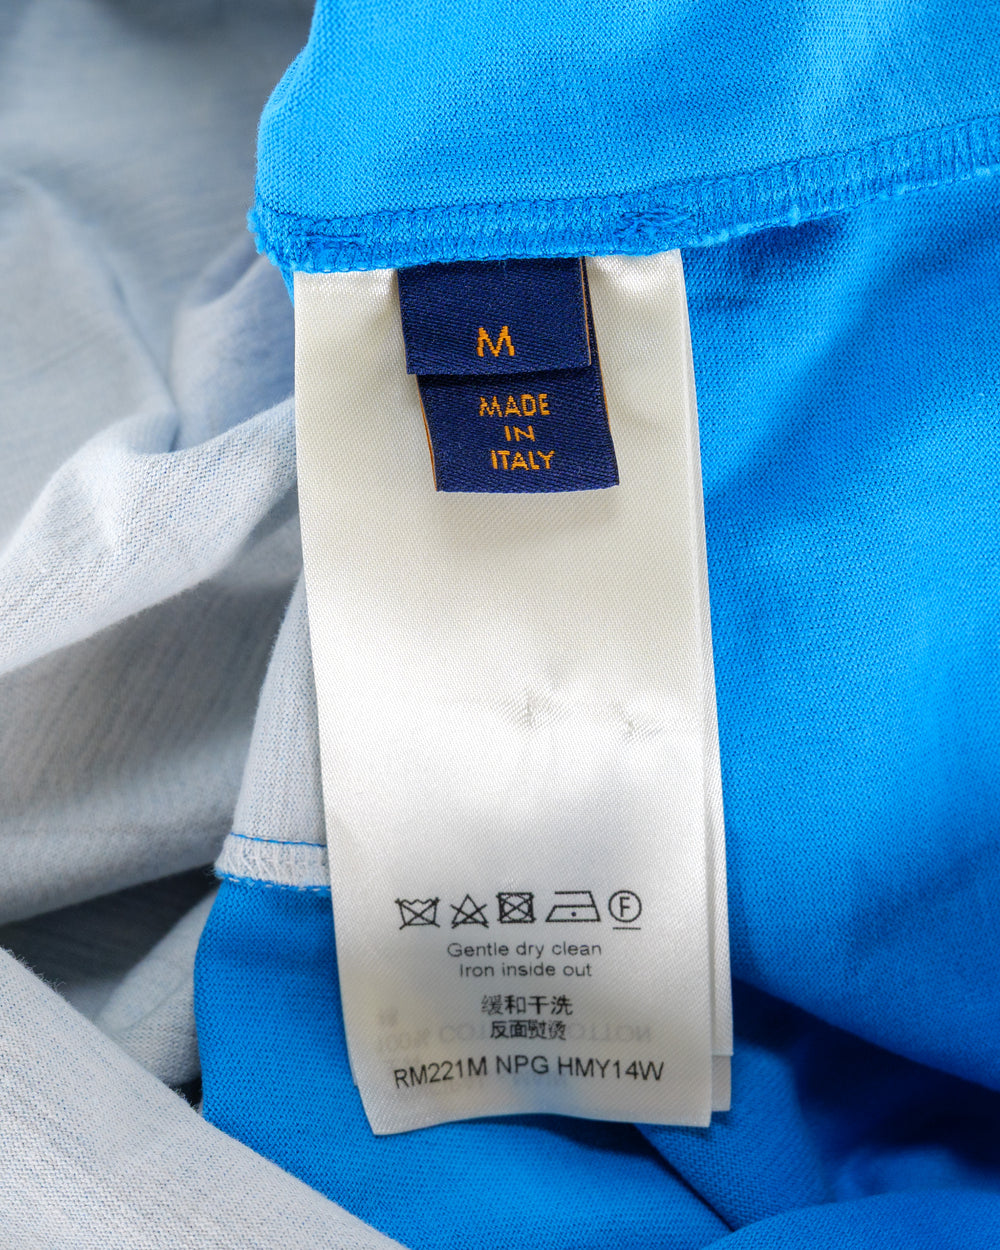 M
MADE
IN
ITALY
F
Gentle dry clean
Iron inside out
缓和干洗
反面熨烫
RM221M NPG HMY14W